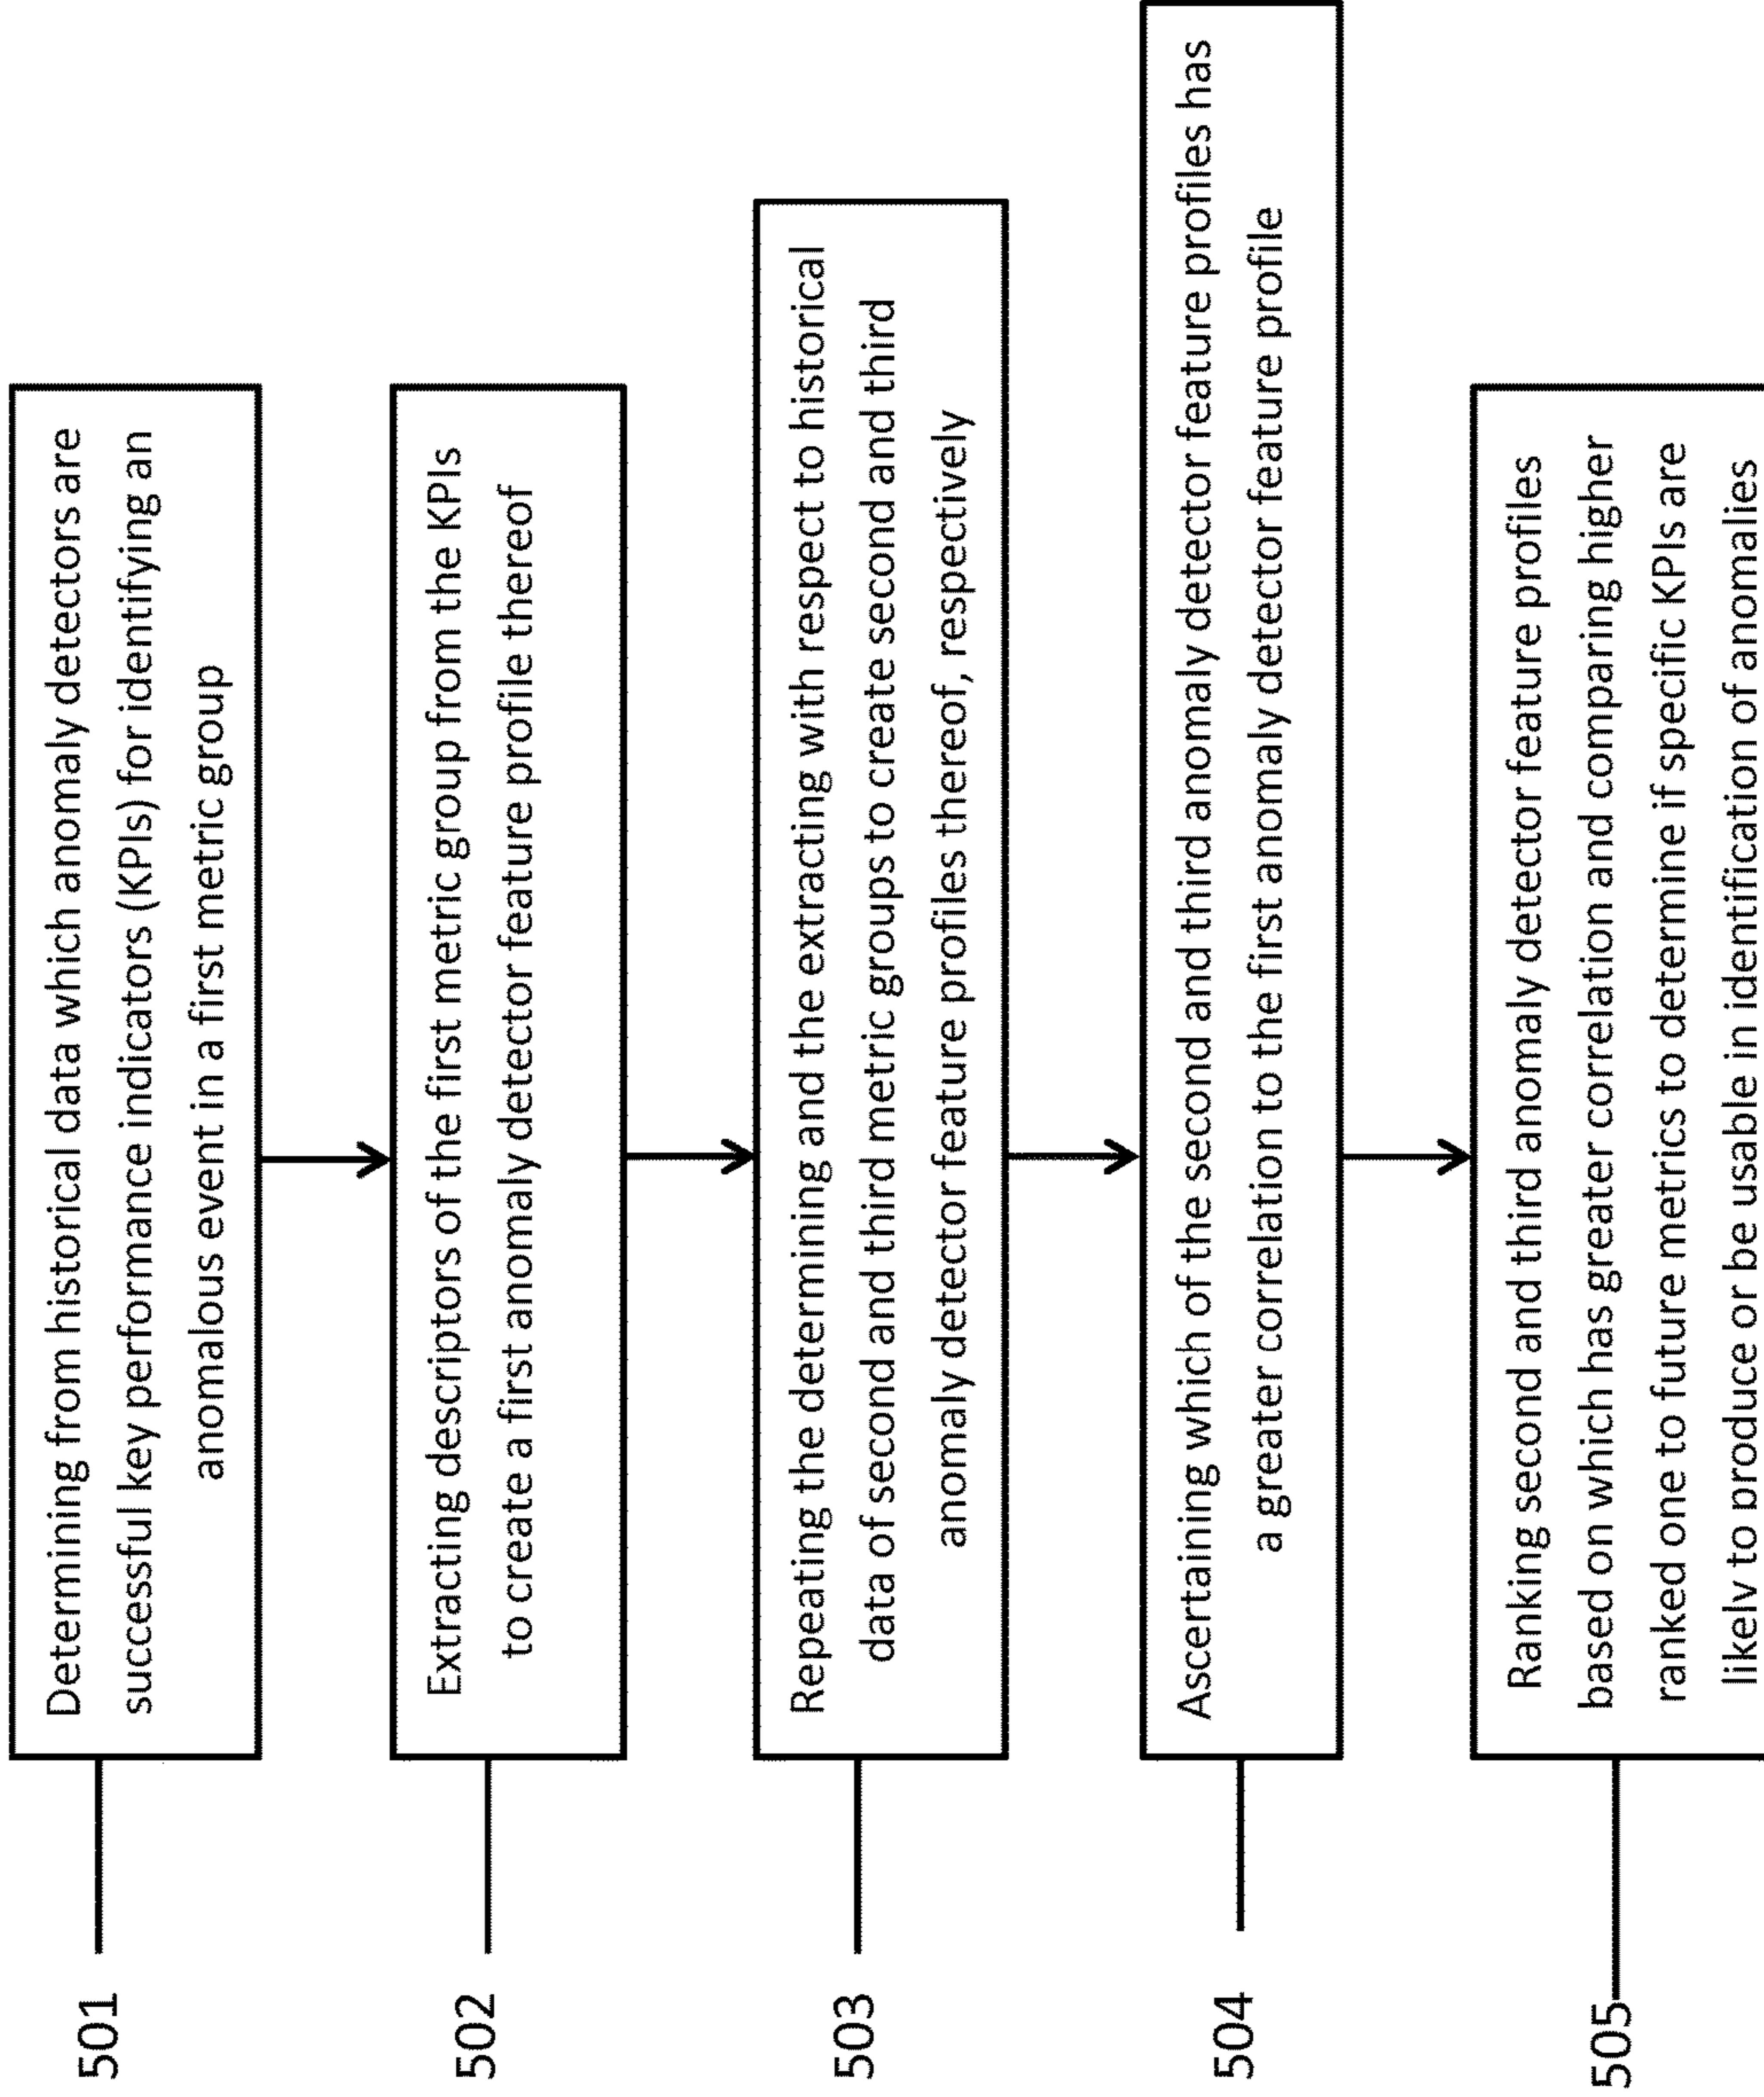 501
Determining from historical data which anomaly detectors are
successful key performance indicators (KPIs) for identifying an
anomalous event in a first metric group
502
Extracting descriptors of the first metric group from the KPIs
to create a first anomaly detector feature profile thereof
503
Repeating the determining and the extracting with respect to historical
data of second and third metric groups to create second and third
anomaly detector feature profiles thereof, respectively
504
Ascertaining which of the second and third anomaly detector feature profiles has
a greater correlation to the first anomaly detector feature profile
505
Ranking second and third anomaly detector feature profiles
based on which has greater correlation and comparing higher
ranked one to future metrics to determine if specific KPIs are
likely to produce or be usable in identification of anomalies